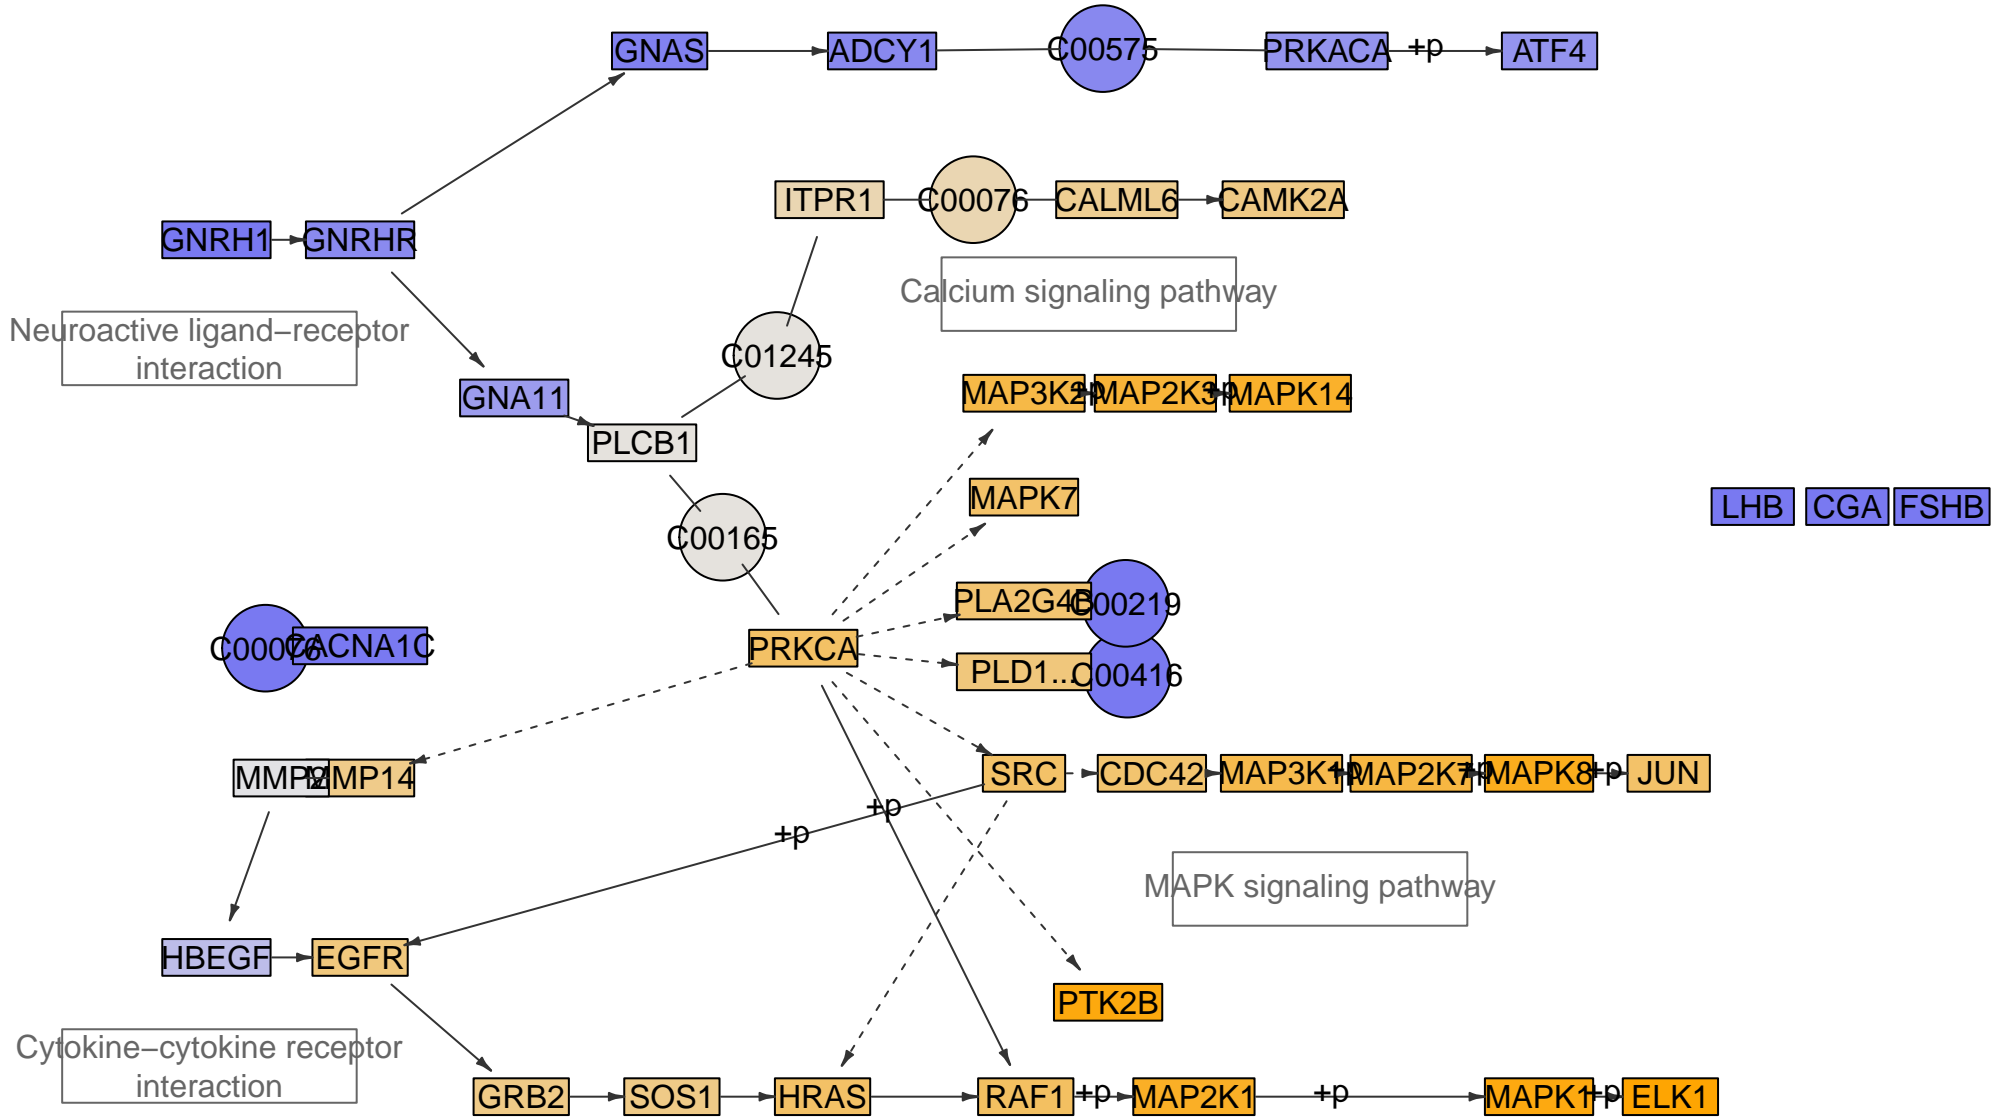 GNAS
ADCY1
C00575
PRKACA
+p
ATF4
ITPR1
C00076
CALML6
CAMK2A
GNRH1
GNRHR
Calcium signaling pathway
Neuroactive ligand–receptor
interaction
C01245
GNA11
PLCB1
MAP3K2
+p
MAP2K3
+p
MAPK14
MAPK7
LHB
CGA
FSHB
C00165
PLA2G4B
C00219
C00076
CACNA1C
PRKCA
PLD1...
C00416
MMP2
MMP14
SRC
CDC42
MAP3K1
+p
MAP2K7
+p
MAPK8
+p
JUN
+p
+p
MAPK signaling pathway
HBEGF
EGFR
PTK2B
Cytokine–cytokine receptor
interaction
GRB2
SOS1
HRAS
RAF1
+p
MAP2K1
+p
MAPK1
+p
ELK1